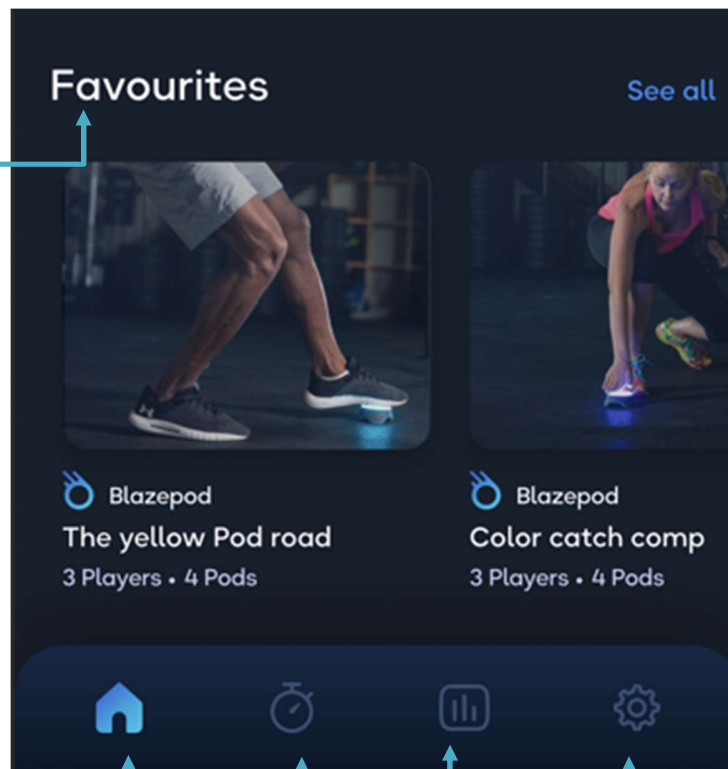 Favourites
See all
Blazepod
The yellow Pod road
3 Players • 4 Pods
Blazepod
Color catch comp
3 Players • 4 Pods